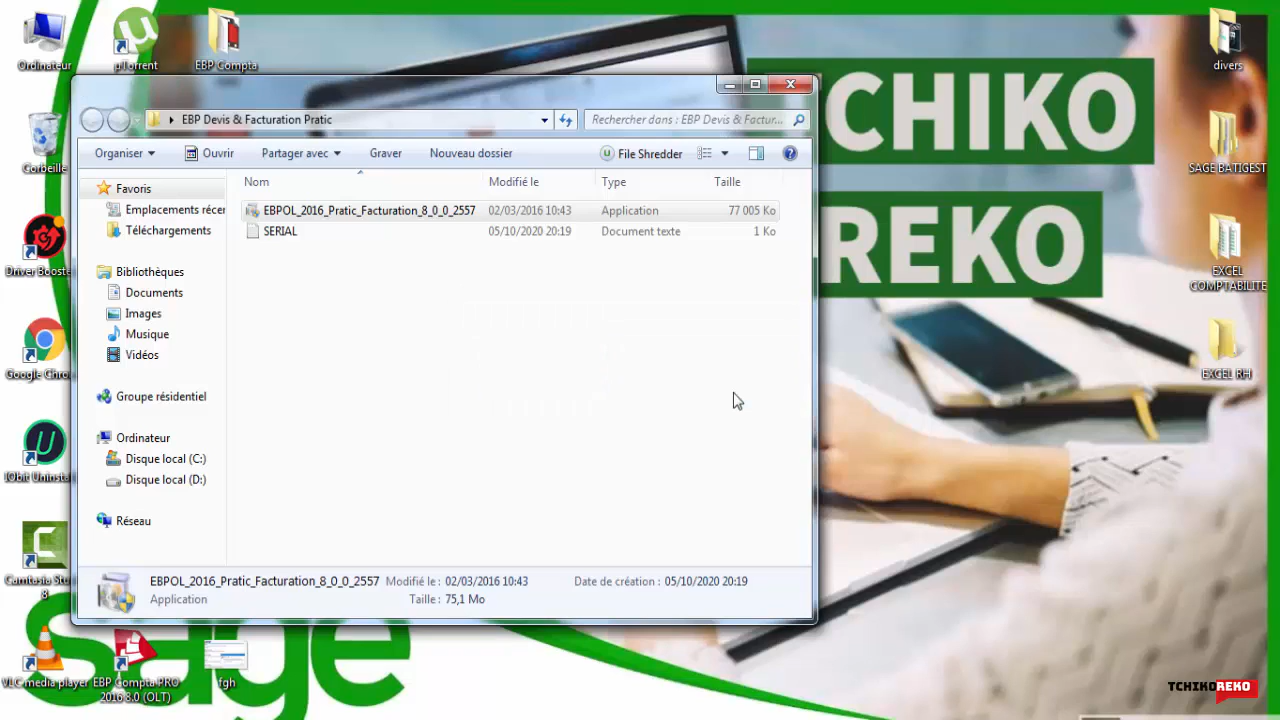 Ordinateur
µTorrent
EBP Compta
divers
TCHIKO
REKO
EBP Devis & Facturation Pratic
Rechercher dans : EBP Devis & Factur...
Organiser
Ouvrir
Partager avec
Graver
Nouveau dossier
File Shredder
Nom
Modifié le
Type
Taille
Favoris
Emplacements récer
Téléchargements
Bibliothèques
Documents
Images
Musique
Vidéos
Groupe résidentiel
Ordinateur
Disque local (C:)
Disque local (D:)
Réseau
EBPOL_2016_Pratic_Facturation_8_0_0_2557 02/03/2016 10:43 Application 77 005 Ko
SERIAL 05/10/2020 20:19 Document texte 1 Ko
EBPOL_2016_Pratic_Facturation_8_0_0_2557 Modifié le : 02/03/2016 10:43 Date de création : 05/10/2020 20:19
Application Taille : 75,1 Mo
Corbeille
Driver Booste
Google Chro
IObit Uninsta
Camtasia Stu
8
VLC media player
EBP Compta PRO
2016 8.0 (OLT)
fgh
SAGE BATIGEST
EXCEL
COMPTABILITE
EXCEL RH
sage
TCHIKOREKO